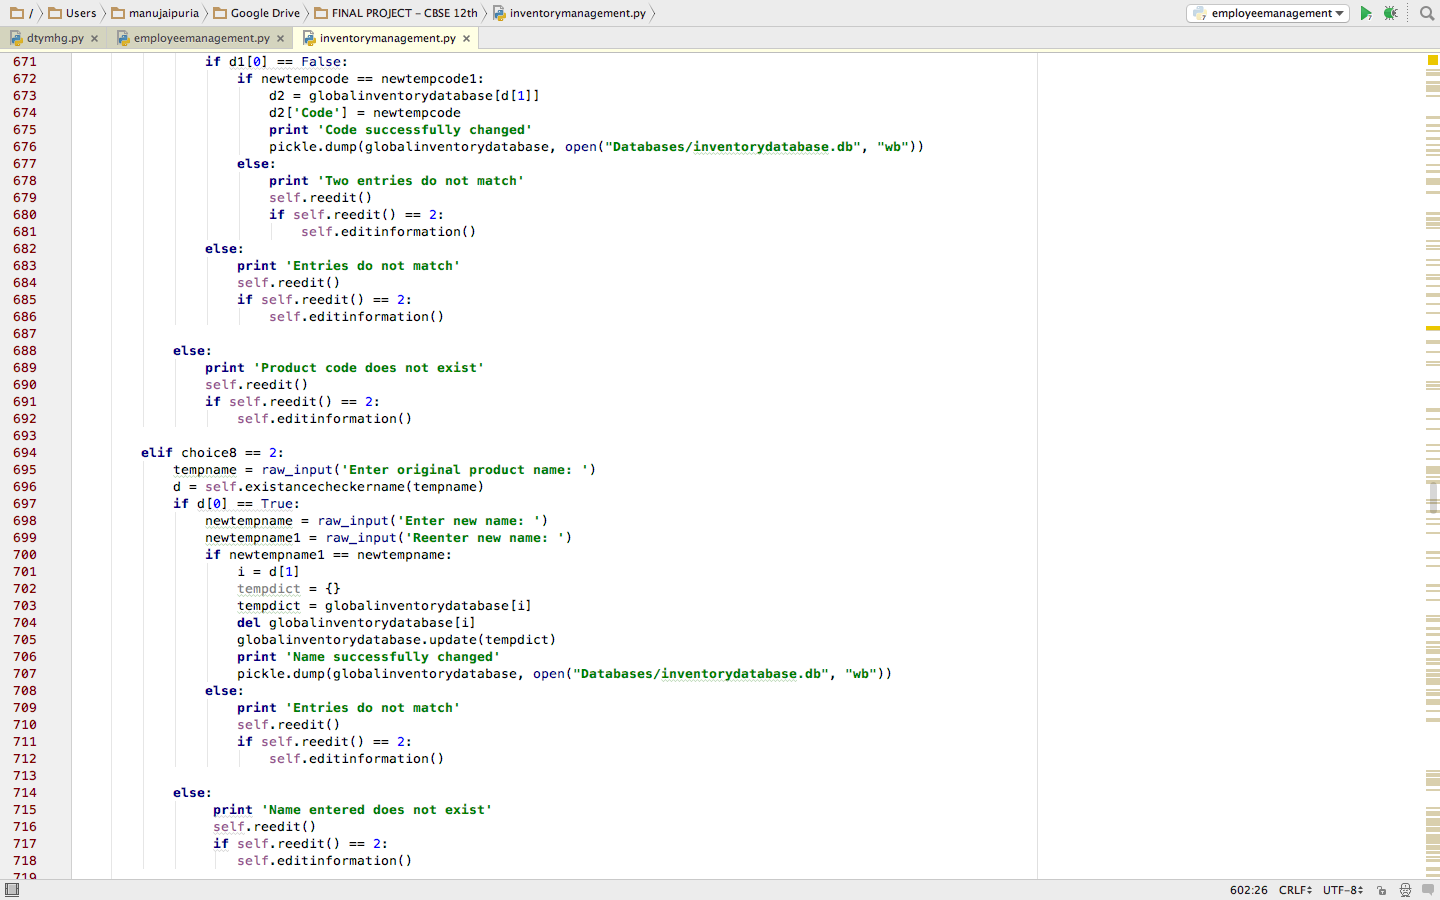 / Users manujaipuria Google Drive FINAL PROJECT – CBSE 12th inventorymanagement.py employeemanagement
dtymhg.py × employeemanagement.py × inventorymanagement.py ×
671 if d1[0] == False:
672 if newtempcode == newtempcode1:
673 d2 = globalinventorydatabase[d[1]]
674 d2['Code'] = newtempcode
675 print 'Code successfully changed'
676 pickle.dump(globalinventorydatabase, open("Databases/inventorydatabase.db", "wb"))
677 else:
678 print 'Two entries do not match'
679 self.reedit()
680 if self.reedit() == 2:
681 self.editinformation()
682 else:
683 print 'Entries do not match'
684 self.reedit()
685 if self.reedit() == 2:
686 self.editinformation()
687
688 else:
689 print 'Product code does not exist'
690 self.reedit()
691 if self.reedit() == 2:
692 self.editinformation()
693
694 elif choice8 == 2:
695 tempname = raw_input('Enter original product name: ')
696 d = self.existancecheckername(tempname)
697 if d[0] == True:
698 newtempname = raw_input('Enter new name: ')
699 newtempname1 = raw_input('Reenter new name: ')
700 if newtempname1 == newtempname:
701 i = d[1]
702 tempdict = {}
703 tempdict = globalinventorydatabase[i]
704 del globalinventorydatabase[i]
705 globalinventorydatabase.update(tempdict)
706 print 'Name successfully changed'
707 pickle.dump(globalinventorydatabase, open("Databases/inventorydatabase.db", "wb"))
708 else:
709 print 'Entries do not match'
710 self.reedit()
711 if self.reedit() == 2:
712 self.editinformation()
713
714 else:
715 print 'Name entered does not exist'
716 self.reedit()
717 if self.reedit() == 2:
718 self.editinformation()
719
602:26 CRLF UTF-8